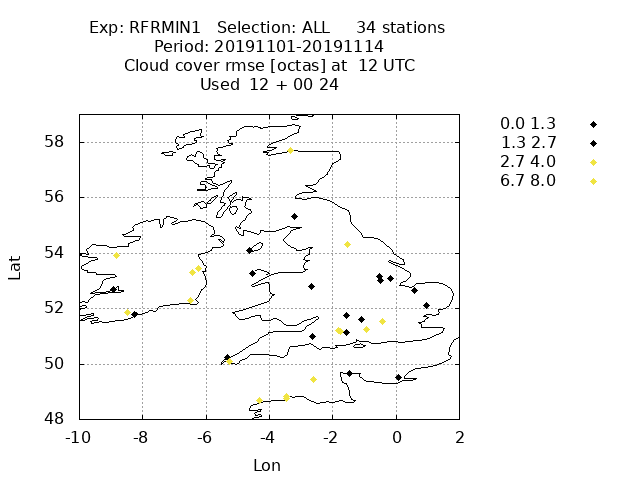 Exp: RFRMIN1 Selection: ALL 34 stations
Period: 20191101-20191114
Cloud cover rmse [octas] at 12 UTC
Used 12 + 00 24
0.0 1.3
1.3 2.7
2.7 4.0
6.7 8.0
58
56
54
52
50
48
Lat
-10 -8 -6 -4 -2 0 2
Lon